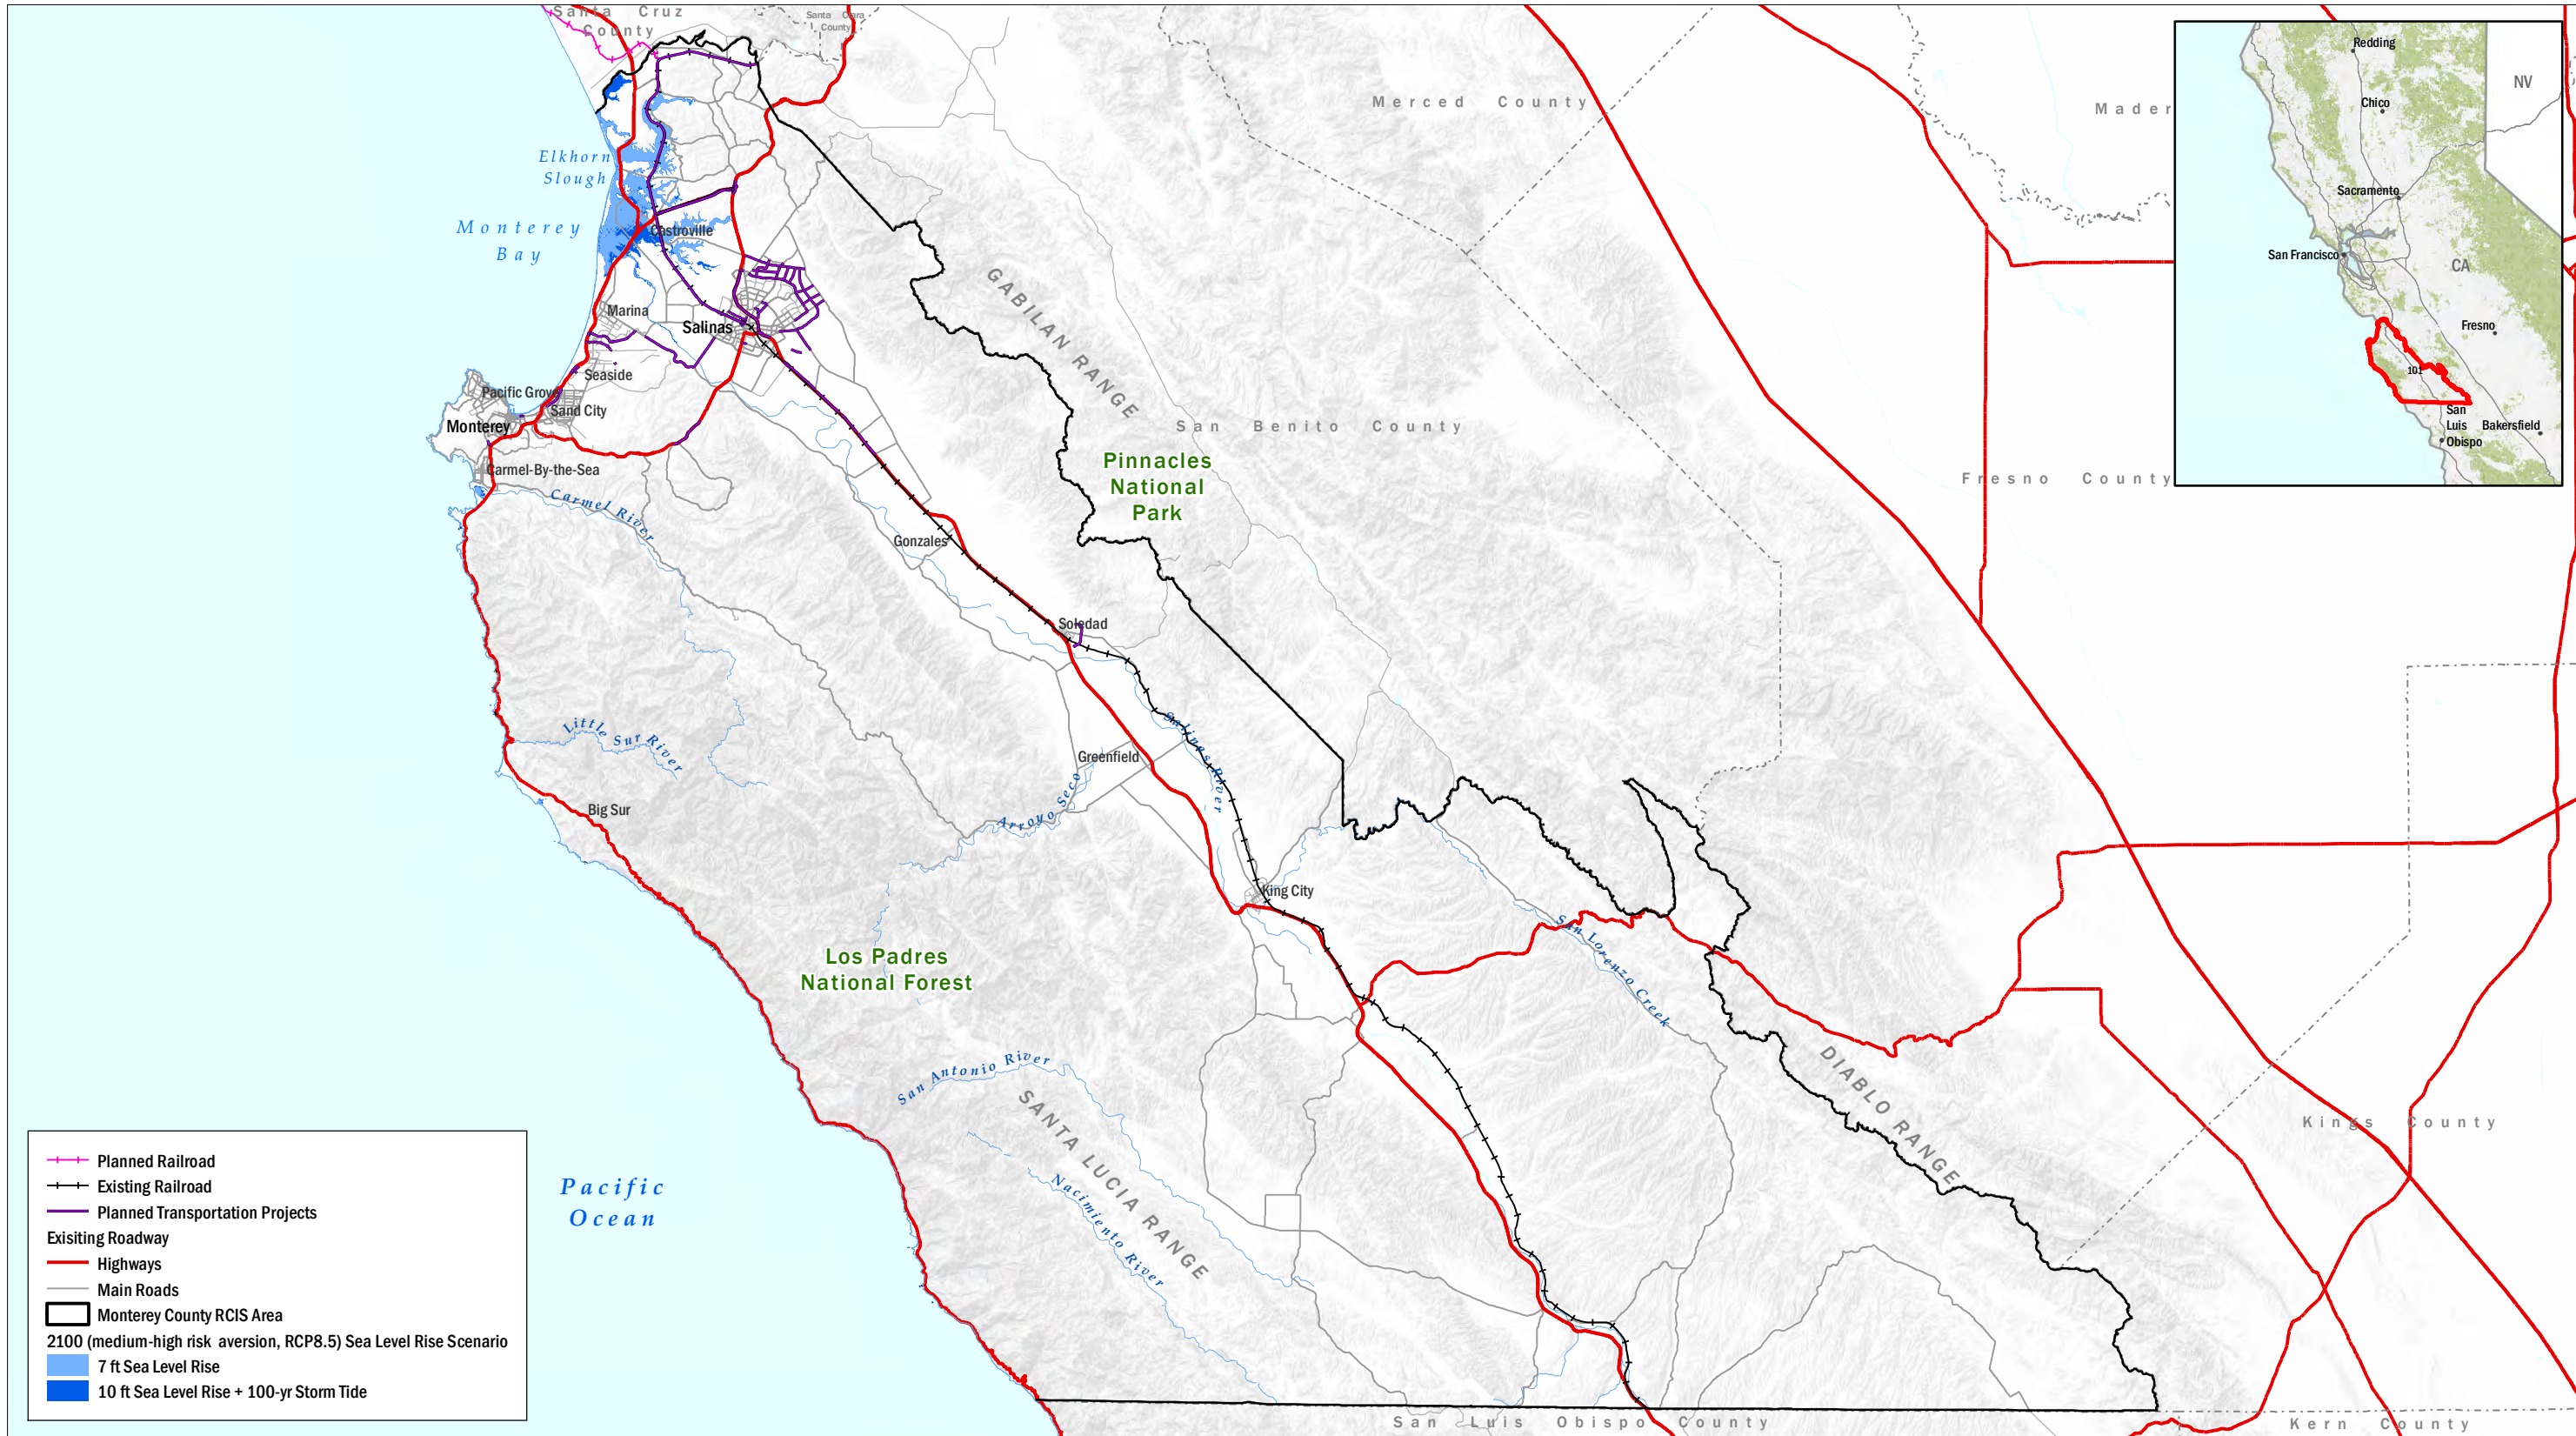 Santa Cruz
County
Santa Clara
County
Merced County
Mader
Elkhorn
Slough
Monterey
Bay
Castroville
GABILAN RANGE
Marina
Salinas
Seaside
Pacific Grove
Sand City
Monterey
Carmel-By-the-Sea
Carmel River
San Benito County
Pinnacles
National
Park
Fresno County
Gonzales
Soledad
Salinas River
Little Sur River
Greenfield
Arroyo Seco
Big Sur
King City
San Lorenzo Creek
Los Padres
National Forest
San Antonio River
SANTA LUCIA RANGE
Nacimiento River
DIABLO RANGE
Kings County
Pacific
Ocean
San Luis Obispo County
Kern County
Redding
NV
Chico
Sacramento
San Francisco
CA
Fresno
101
San
Luis
Obispo
Bakersfield
Planned Railroad
Existing Railroad
Planned Transportation Projects
Exisiting Roadway
Highways
Main Roads
Monterey County RCIS Area
2100 (medium-high risk aversion, RCP8.5) Sea Level Rise Scenario
7 ft Sea Level Rise
10 ft Sea Level Rise + 100-yr Storm Tide